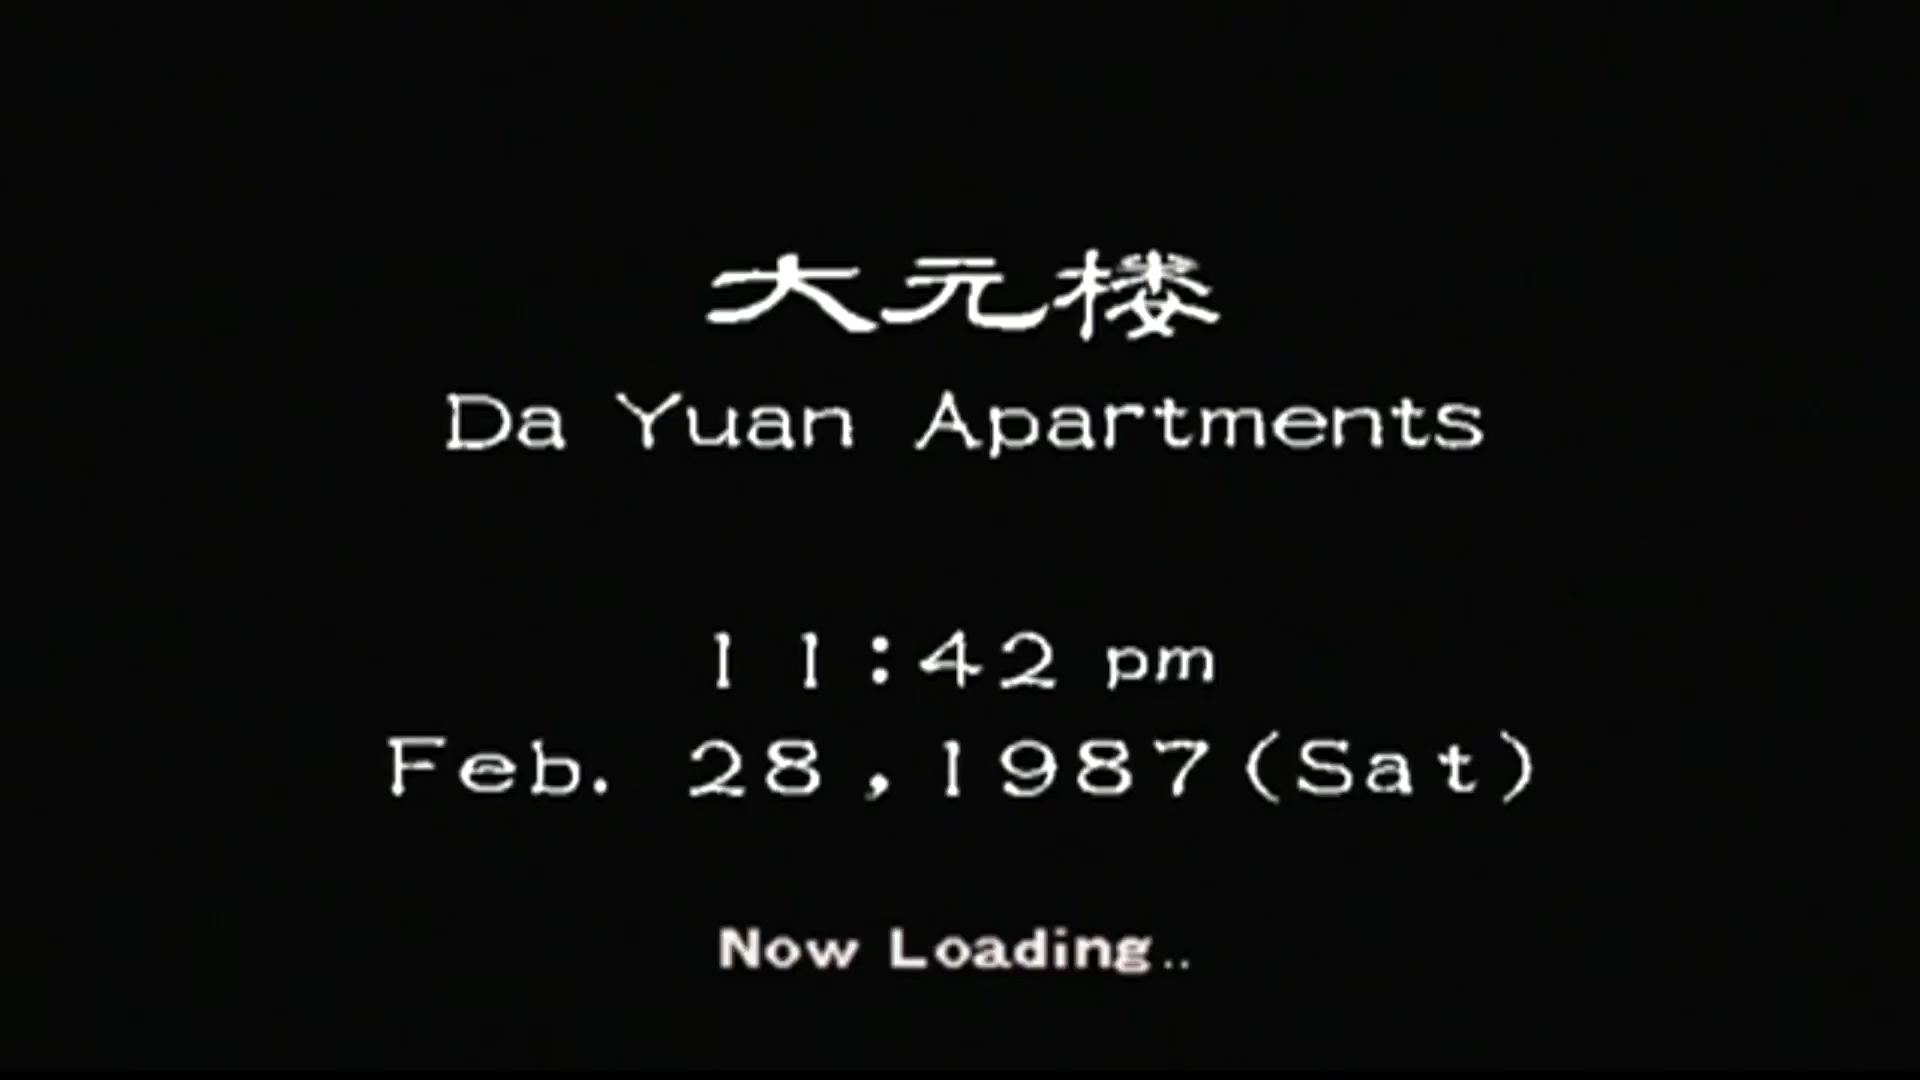 大元楼
Da Yuan Apartments
11:42 pm
Feb. 28,1987(Sat)
Now Loading..